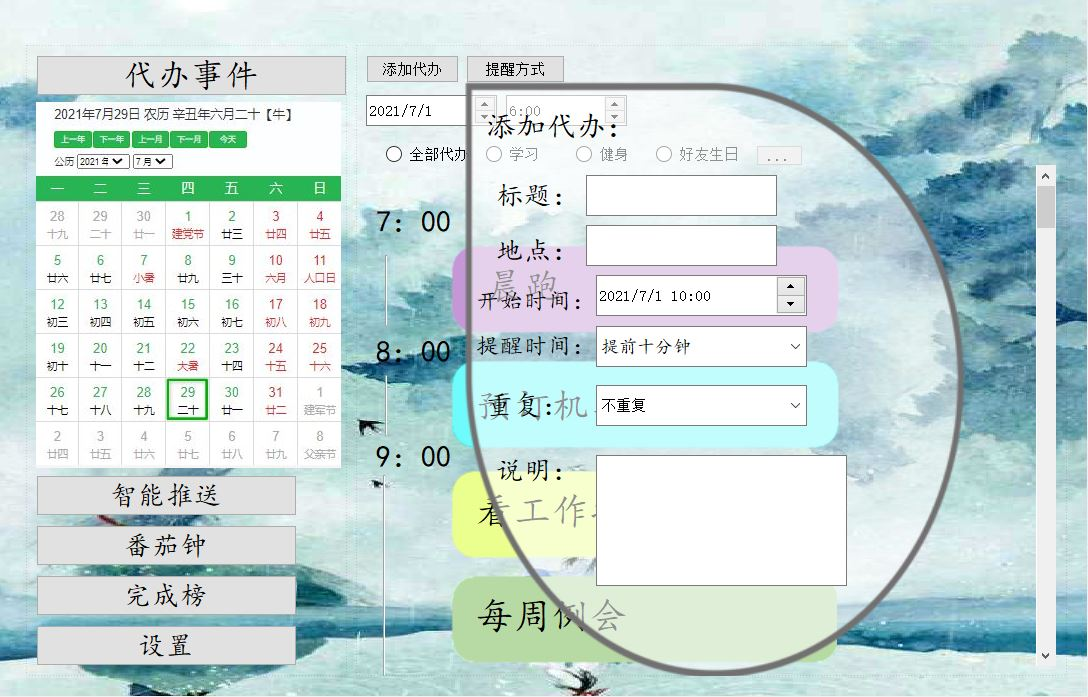 代办事件
2021年7月29日 农历 辛丑年六月二十【牛】
上一年 下一年 上一月 下一月 今天
公历 2021 年 7 月
一 二 三 四 五 六 日
28 29 30 1 2 3 4
十九 二十 廿一 建党节 廿三 廿四 廿五
5 6 7 8 9 10 11
廿六 廿七 小暑 廿九 三十 六月 人口日
12 13 14 15 16 17 18
初三 初四 初五 初六 初七 初八 初九
19 20 21 22 23 24 25
初十 十一 十二 大暑 十四 十五 十六
26 27 28 29 30 31 1
十七 十八 十九 二十 廿一 廿二 建军节
2 3 4 5 6 7 8
廿四 廿五 廿六 廿七 廿八 廿九 父亲节
智能推送
番茄钟
完成榜
设置
添加代办 提醒方式
2021/7/1 6:00
添加代办：
全部代办 学习 健身 好友生日 ...
标题：
7：00
地点：
晨跑
开始时间： 2021/7/1 10:00
提醒时间： 提前十分钟
8：00
预订机
重复： 不重复
9：00
说明：
看工作
每周例会